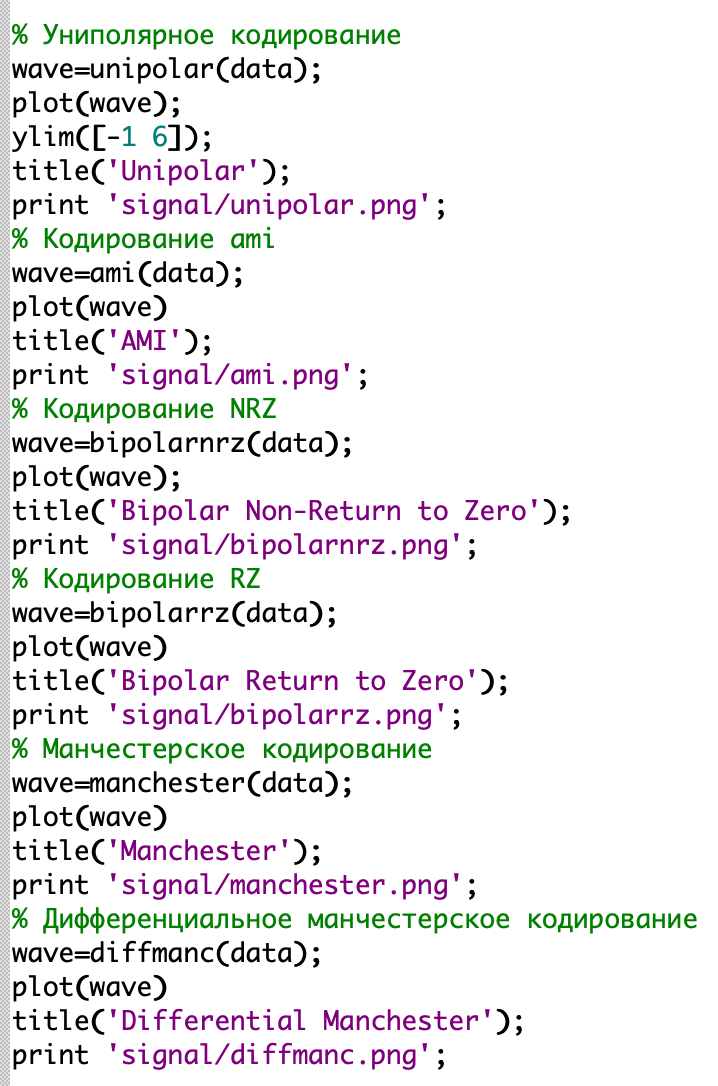 % Униполярное кодирование
wave=unipolar(data);
plot(wave);
ylim([-1 6]);
title('Unipolar');
print 'signal/unipolar.png';
% Кодирование ami
wave=ami(data);
plot(wave)
title('AMI');
print 'signal/ami.png';
% Кодирование NRZ
wave=bipolarnrz(data);
plot(wave);
title('Bipolar Non-Return to Zero');
print 'signal/bipolarnrz.png';
% Кодирование RZ
wave=bipolarrz(data);
plot(wave)
title('Bipolar Return to Zero');
print 'signal/bipolarrz.png';
% Манчестерское кодирование
wave=manchester(data);
plot(wave)
title('Manchester');
print 'signal/manchester.png';
% Дифференциальное манчестерское кодирование
wave=diffmanc(data);
plot(wave)
title('Differential Manchester');
print 'signal/diffmanc.png';